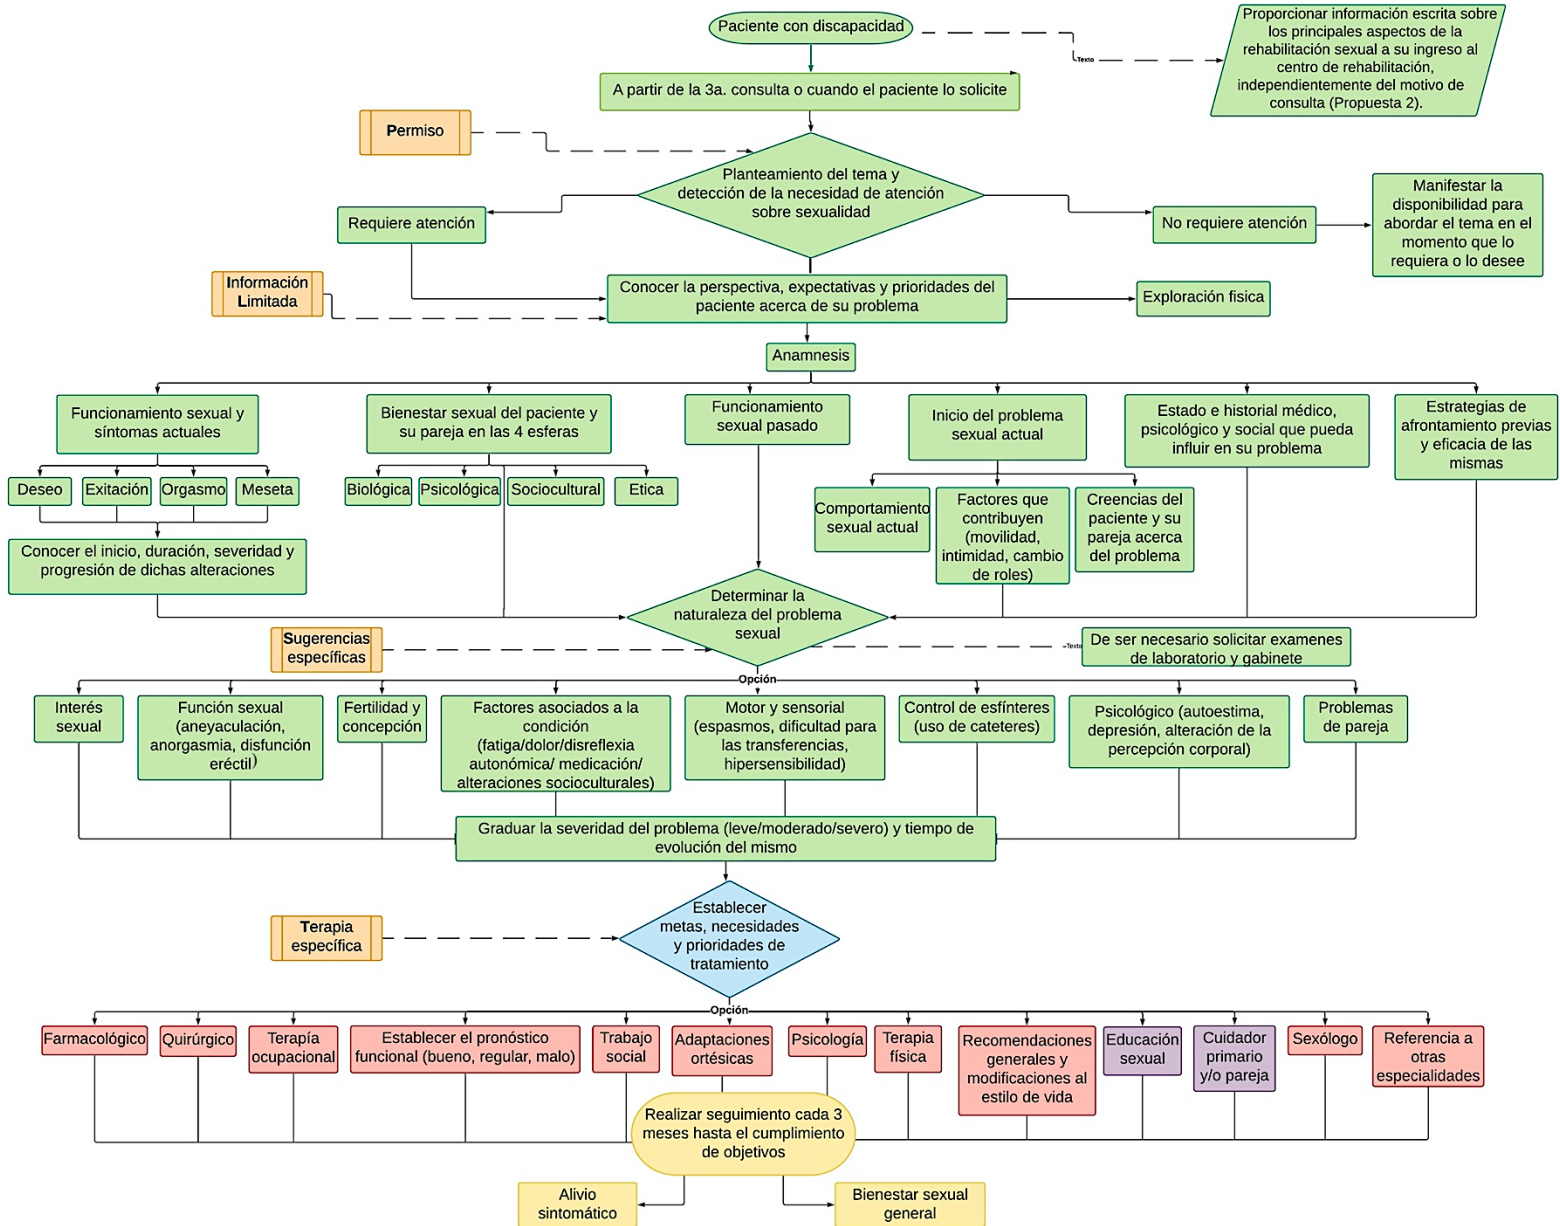 Paciente con discapacidad
Proporcionar información escrita sobre
los principales aspectos de la
rehabilitación sexual a su ingreso al
centro de rehabilitación,
independientemente del motivo de
consulta (Propuesta 2).
Texto
A partir de la 3a. consulta o cuando el paciente lo solicite
Permiso
Planteamiento del tema y
detección de la necesidad de atención
sobre sexualidad
Requiere atención
No requiere atención
Manifestar la
disponibilidad para
abordar el tema en el
momento que lo
requiera o lo desee
Información
Limitada
Conocer la perspectiva, expectativas y prioridades del
paciente acerca de su problema
Exploración fisica
Anamnesis
Funcionamiento sexual y
síntomas actuales
Bienestar sexual del paciente y
su pareja en las 4 esferas
Funcionamiento
sexual pasado
Inicio del problema
sexual actual
Estado e historial médico,
psicológico y social que pueda
influir en su problema
Estrategias de
afrontamiento previas
y eficacia de las
mismas
Deseo
Exitación
Orgasmo
Meseta
Biológica
Psicológica
Sociocultural
Etica
Comportamiento
sexual actual
Factores que
contribuyen
(movilidad,
intimidad, cambio
de roles)
Creencias del
paciente y su
pareja acerca
del problema
Conocer el inicio, duración, severidad y
progresión de dichas alteraciones
Determinar la
naturaleza del problema
sexual
Sugerencias
específicas
Texto
De ser necesario solicitar examenes
de laboratorio y gabinete
Opción
Interés
sexual
Función sexual
(aneyaculación,
anorgasmia, disfunción
eréctil)
Fertilidad y
concepción
Factores asociados a la
condición
(fatiga/dolor/disreflexia
autonómica/ medicación/
alteraciones socioculturales)
Motor y sensorial
(espasmos, dificultad para
las transferencias,
hipersensibilidad)
Control de esfínteres
(uso de cateteres)
Psicológico (autoestima,
depresión, alteración de la
percepción corporal)
Problemas
de pareja
Graduar la severidad del problema (leve/moderado/severo) y tiempo de
evolución del mismo
Terapia
específica
Establecer
metas, necesidades
y prioridades de
tratamiento
Opción
Farmacológico
Quirúrgico
Terapía
ocupacional
Establecer el pronóstico
funcional (bueno, regular, malo)
Trabajo
social
Adaptaciones
ortésicas
Psicología
Terapia
física
Recomendaciones
generales y
modificaciones al
estilo de vida
Educación
sexual
Cuidador
primario
y/o pareja
Sexólogo
Referencia a
otras
especialidades
Realizar seguimiento cada 3
meses hasta el cumplimiento
de objetivos
Alivio
sintomático
Bienestar sexual
general